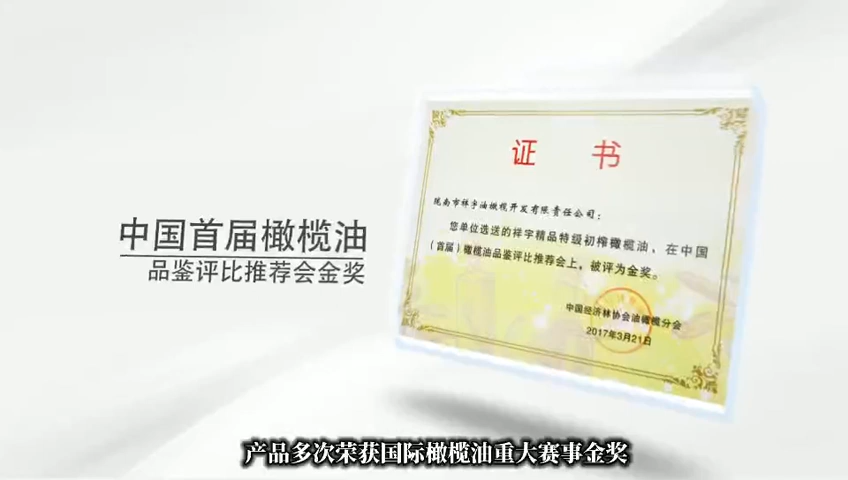 中国首届橄榄油
品鉴评比推荐会金奖
证 书
陇南市祥宇油橄榄开发有限责任公司：
您单位选送的祥宇精品特级初榨橄榄油，在中国
（首届）橄榄油品鉴评比推荐会上，被评为金奖。
中国经济林协会油橄榄分会
2017年3月21日
产品多次荣获国际橄榄油重大赛事金奖